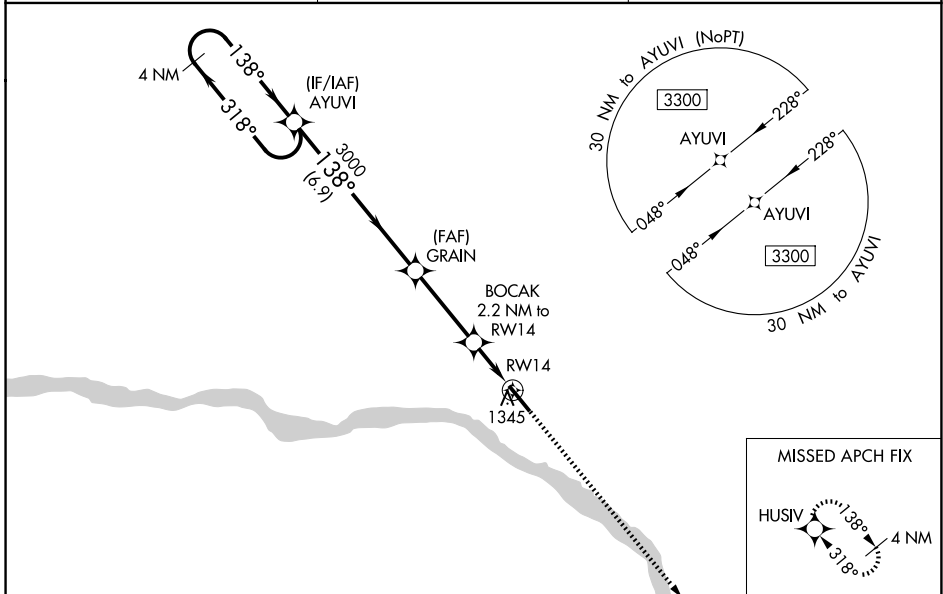 138°
4 NM
318°
(IF/IAF)
AYUVI
3000
138°
(6.9)
(FAF)
GRAIN
BOCAK
2.2 NM to
RW14
RW14
1345
30 NM to AYUVI (NoPT)
3300
228°
AYUVI
048°
228°
AYUVI
048°
3300
30 NM to AYUVI
MISSED APCH FIX
HUSIV
138°
4 NM
318°